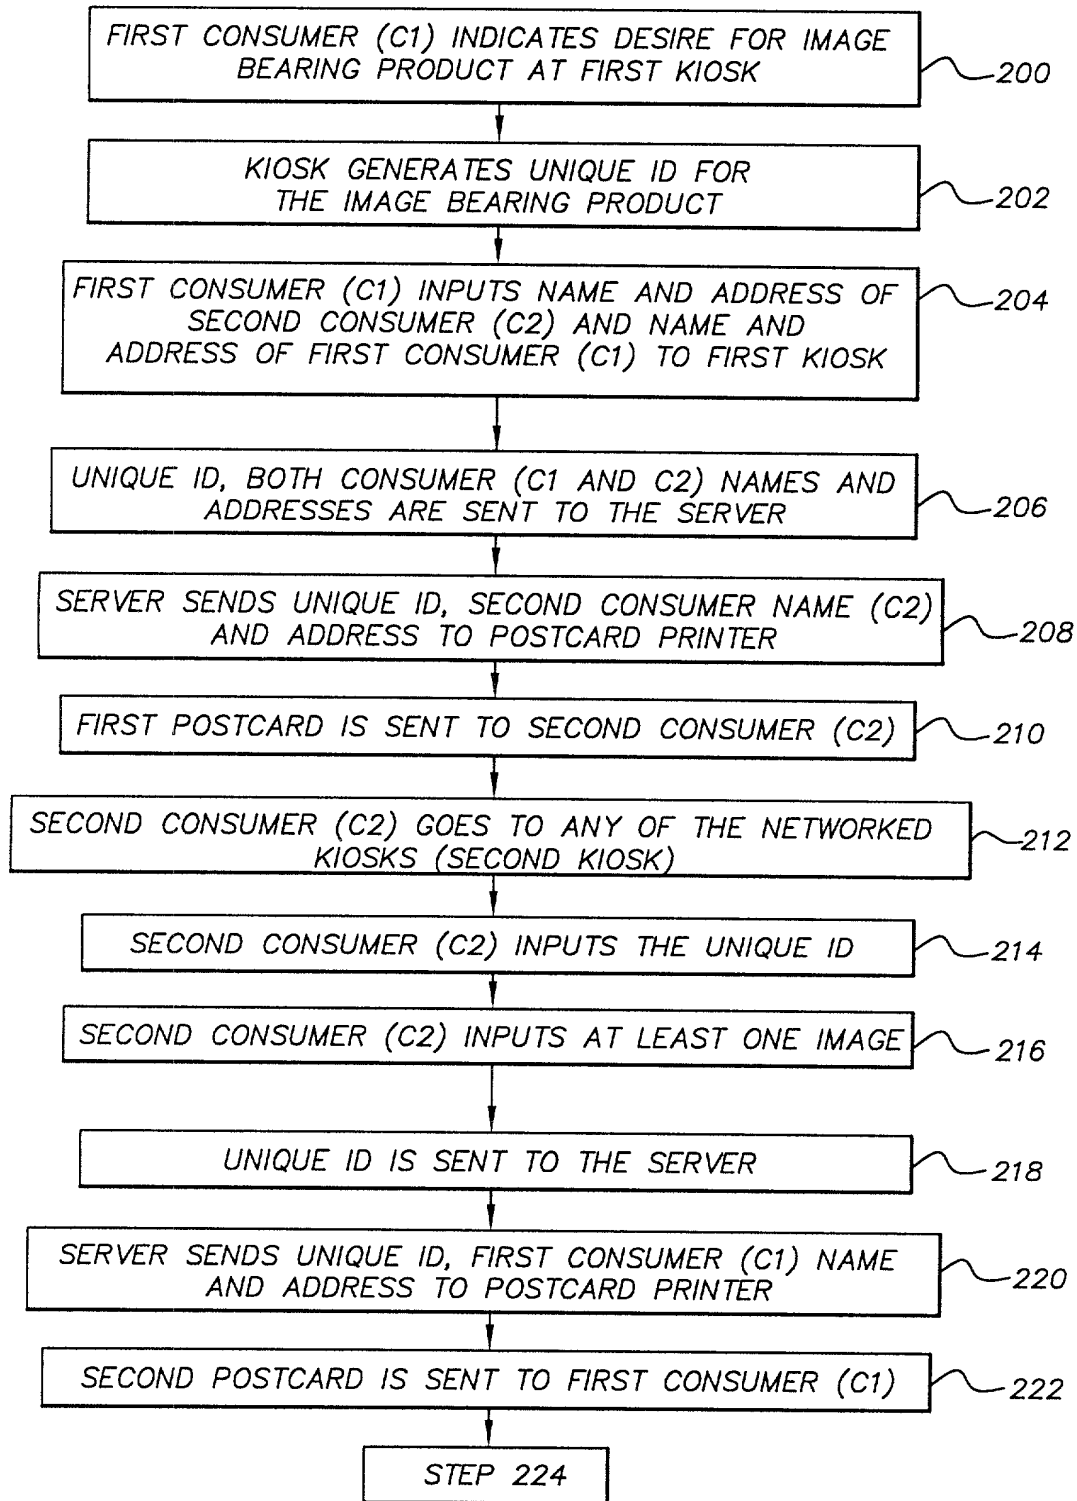 FIRST CONSUMER (C1) INDICATES DESIRE FOR IMAGE
BEARING PRODUCT AT FIRST KIOSK
200
KIOSK GENERATES UNIQUE ID FOR
THE IMAGE BEARING PRODUCT
202
FIRST CONSUMER (C1) INPUTS NAME AND ADDRESS OF
SECOND CONSUMER (C2) AND NAME AND
ADDRESS OF FIRST CONSUMER (C1) TO FIRST KIOSK
204
UNIQUE ID, BOTH CONSUMER (C1 AND C2) NAMES AND
ADDRESSES ARE SENT TO THE SERVER
206
SERVER SENDS UNIQUE ID, SECOND CONSUMER NAME (C2)
AND ADDRESS TO POSTCARD PRINTER
208
FIRST POSTCARD IS SENT TO SECOND CONSUMER (C2)
210
SECOND CONSUMER (C2) GOES TO ANY OF THE NETWORKED
KIOSKS (SECOND KIOSK)
212
SECOND CONSUMER (C2) INPUTS THE UNIQUE ID
214
SECOND CONSUMER (C2) INPUTS AT LEAST ONE IMAGE
216
UNIQUE ID IS SENT TO THE SERVER
218
SERVER SENDS UNIQUE ID, FIRST CONSUMER (C1) NAME
AND ADDRESS TO POSTCARD PRINTER
220
SECOND POSTCARD IS SENT TO FIRST CONSUMER (C1)
222
STEP 224